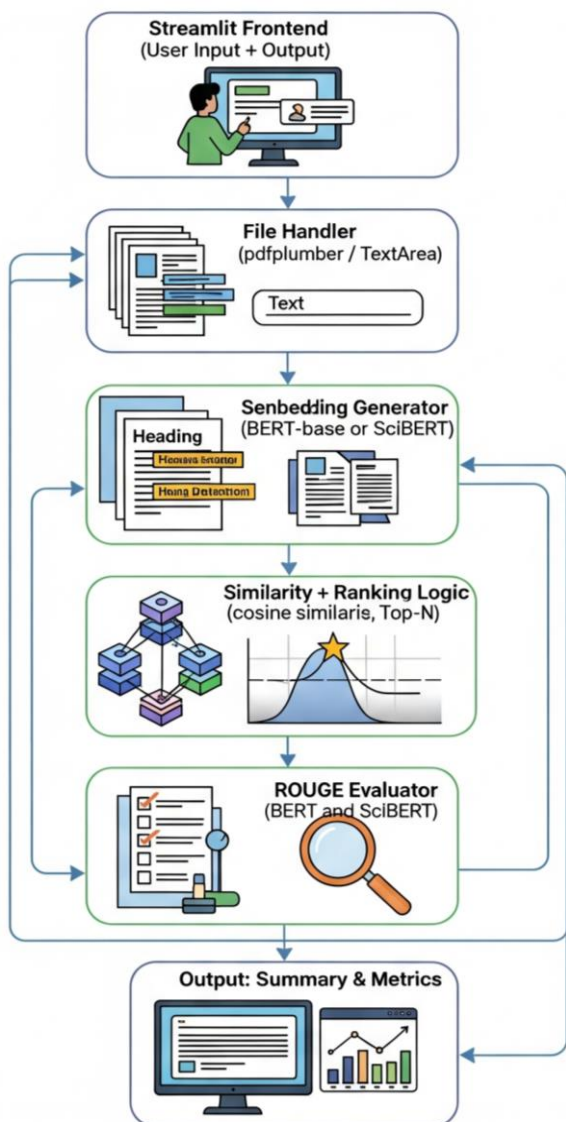 Streamlit Frontend
(User Input + Output)
File Handler
(pdfplumber / TextArea)
Text
Senbedding Generator
(BERT-base or SciBERT)
Heading
Similarity + Ranking Logic
(cosine similaris, Top-N)
ROUGE Evaluator
(BERT and SciBERT)
Output: Summary & Metrics